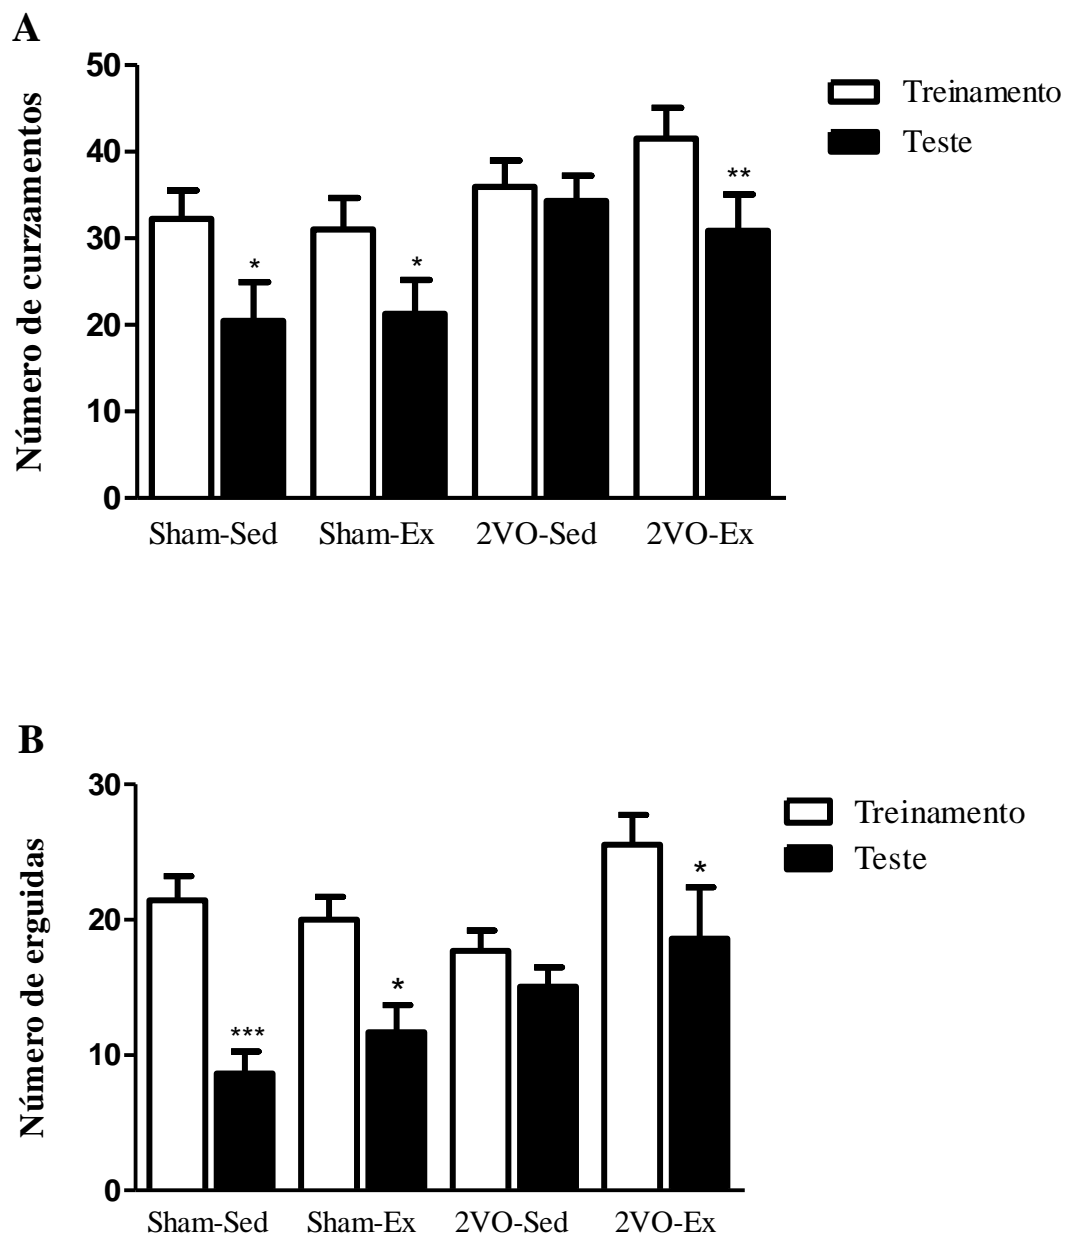 A
Número de curzamentos
50
40
30
20
10
0
*
*
**
Sham-Sed Sham-Ex 2VO-Sed 2VO-Ex
Treinamento
Teste
B
Número de erguidas
30
20
10
0
***
*
*
Sham-Sed Sham-Ex 2VO-Sed 2VO-Ex
Treinamento
Teste